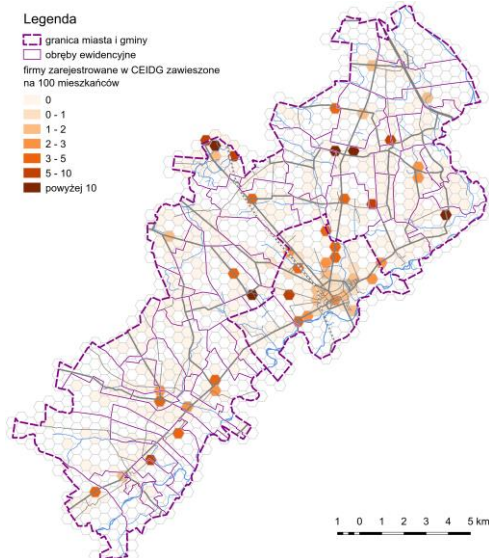 Legenda
granica miasta i gminy
obręby ewidencyjne
firmy zarejestrowane w CEIDG zawieszone
na 100 mieszkańców
0
0 - 1
1 - 2
2 - 3
3 - 5
5 - 10
powyżej 10
1 0 1 2 3 4 5 km